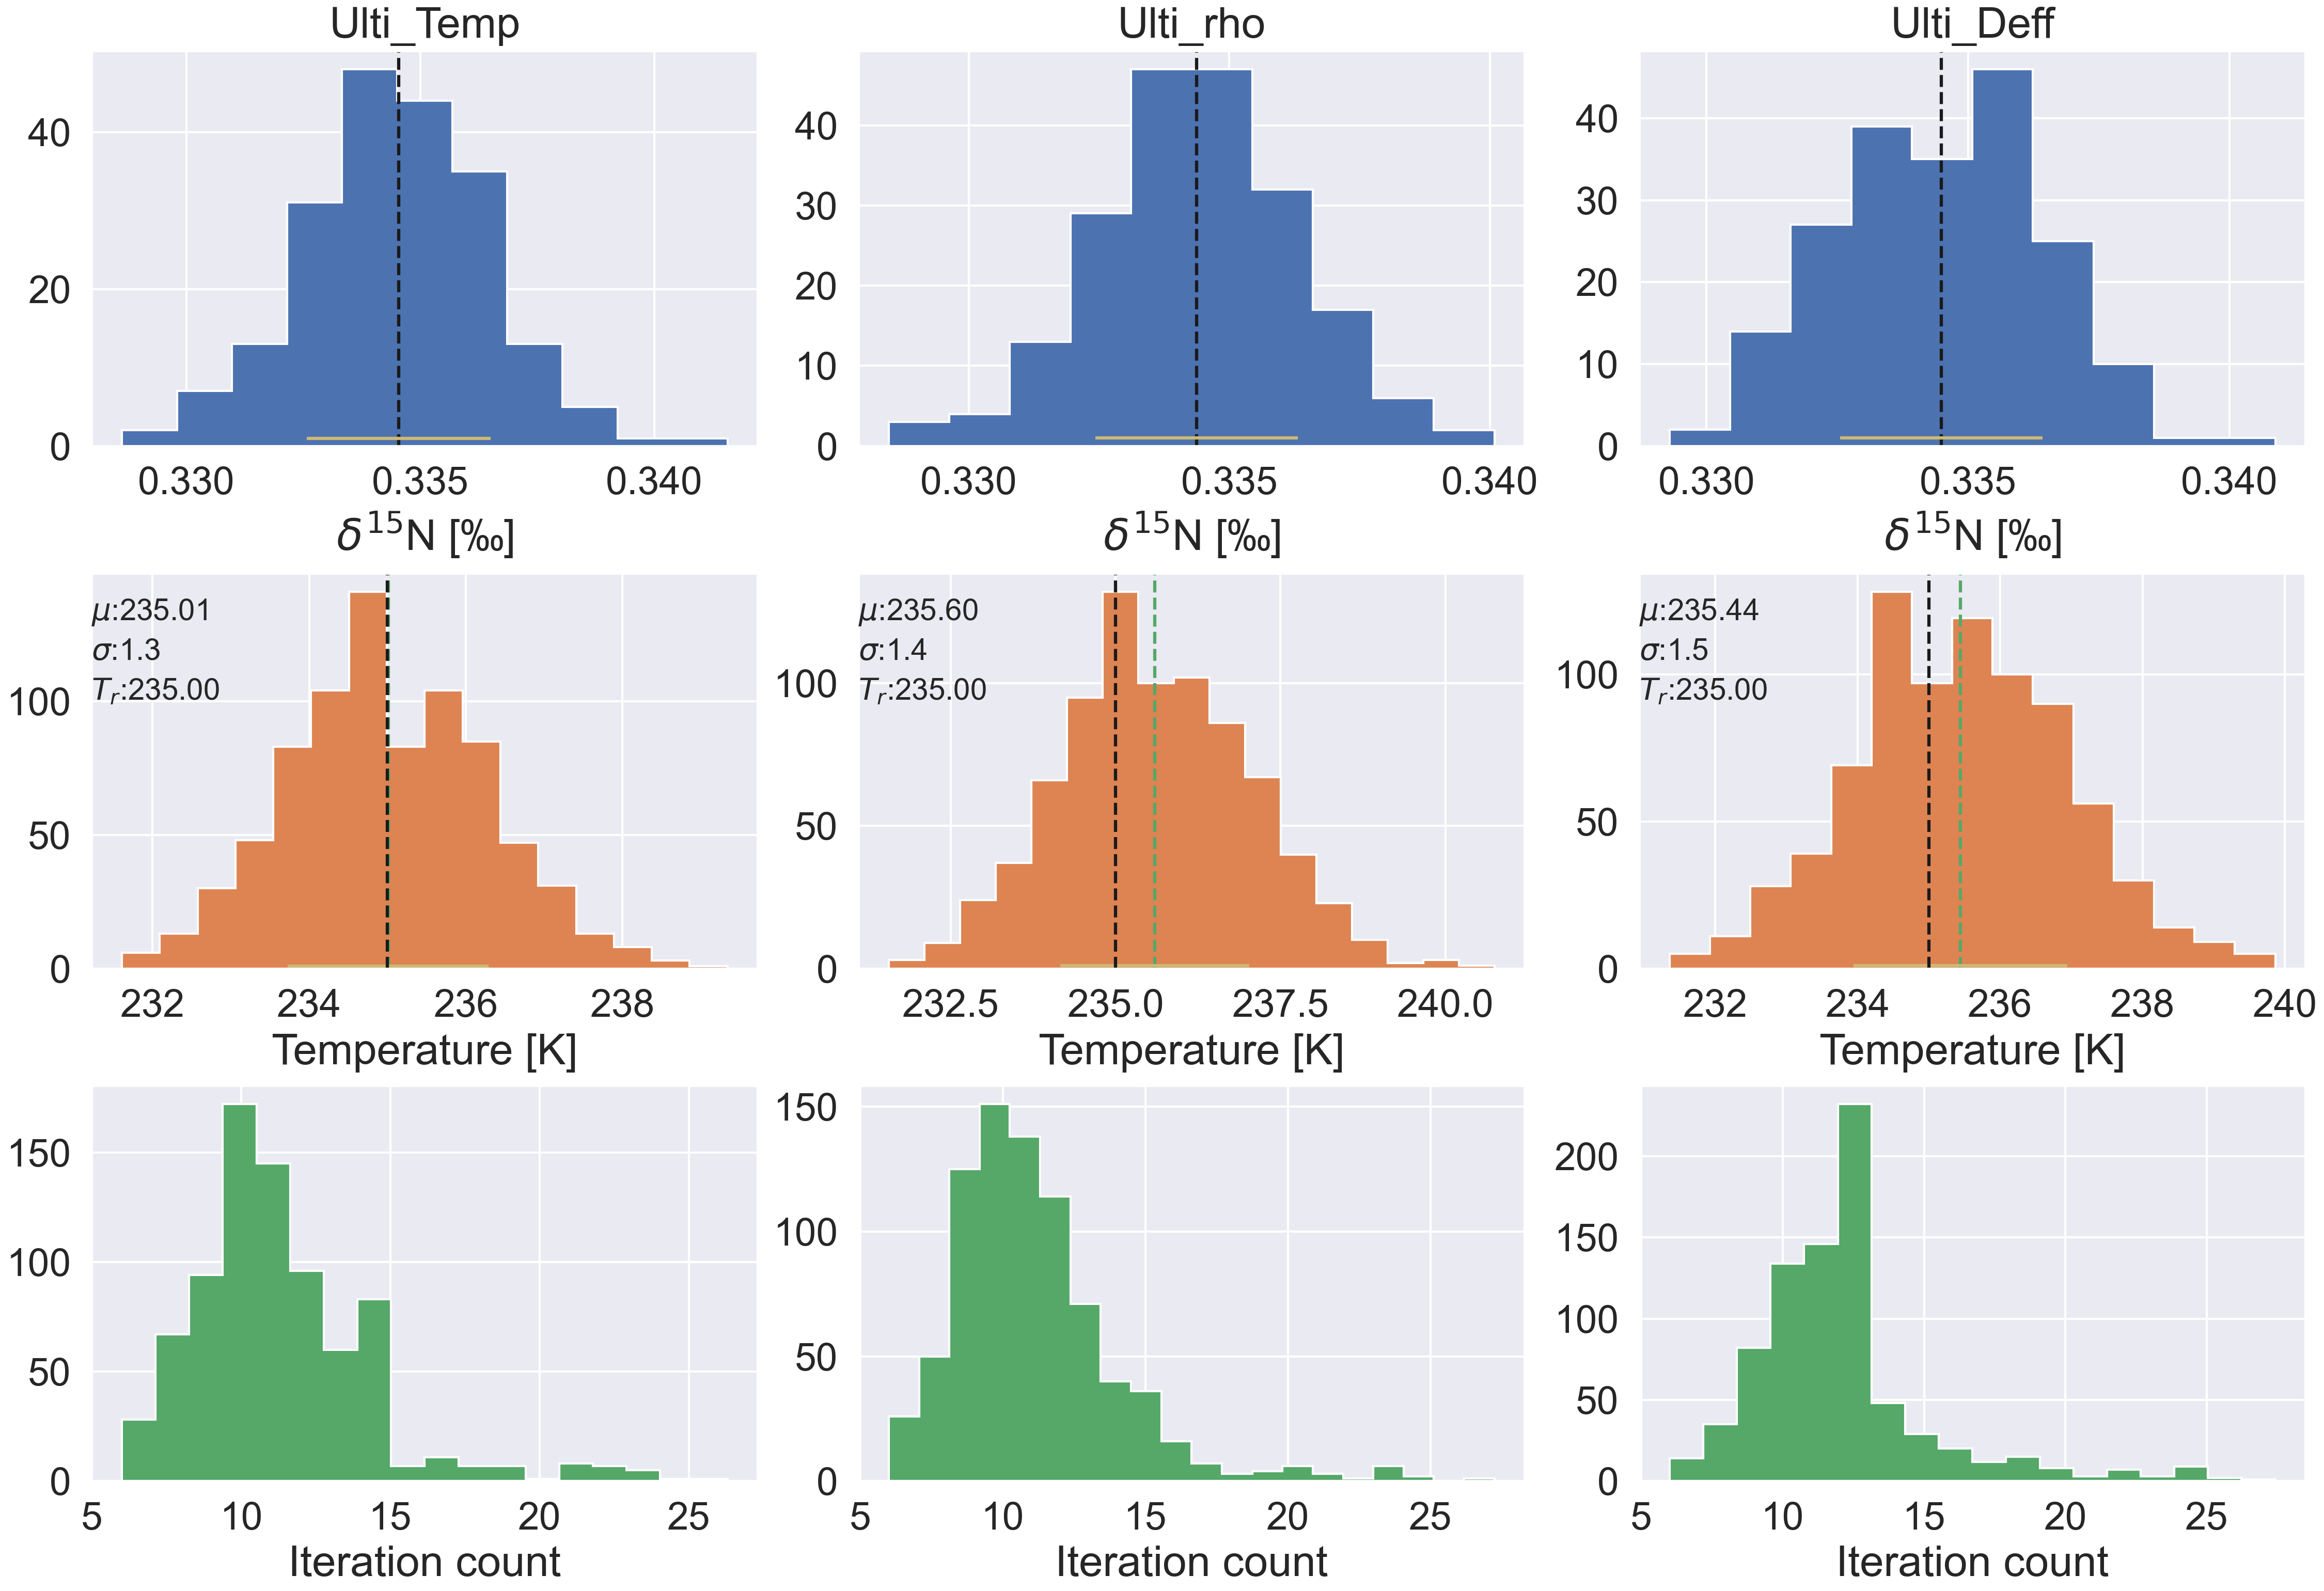 Ulti_Temp
Ulti_rho
Ulti_Deff
40
20
0
0.330 0.335 0.340
δ¹⁵N [‰]
40
30
20
10
0
0.330 0.335 0.340
δ¹⁵N [‰]
40
30
20
10
0
0.330 0.335 0.340
δ¹⁵N [‰]
μ:235.01
σ:1.3
Tᵣ:235.00
100
50
0
232 234 236 238
Temperature [K]
μ:235.60
σ:1.4
Tᵣ:235.00
100
50
0
232.5 235.0 237.5 240.0
Temperature [K]
μ:235.44
σ:1.5
Tᵣ:235.00
100
50
0
232 234 236 238 240
Temperature [K]
150
100
50
0
5 10 15 20 25
Iteration count
150
100
50
0
5 10 15 20 25
Iteration count
200
150
100
50
0
5 10 15 20 25
Iteration count